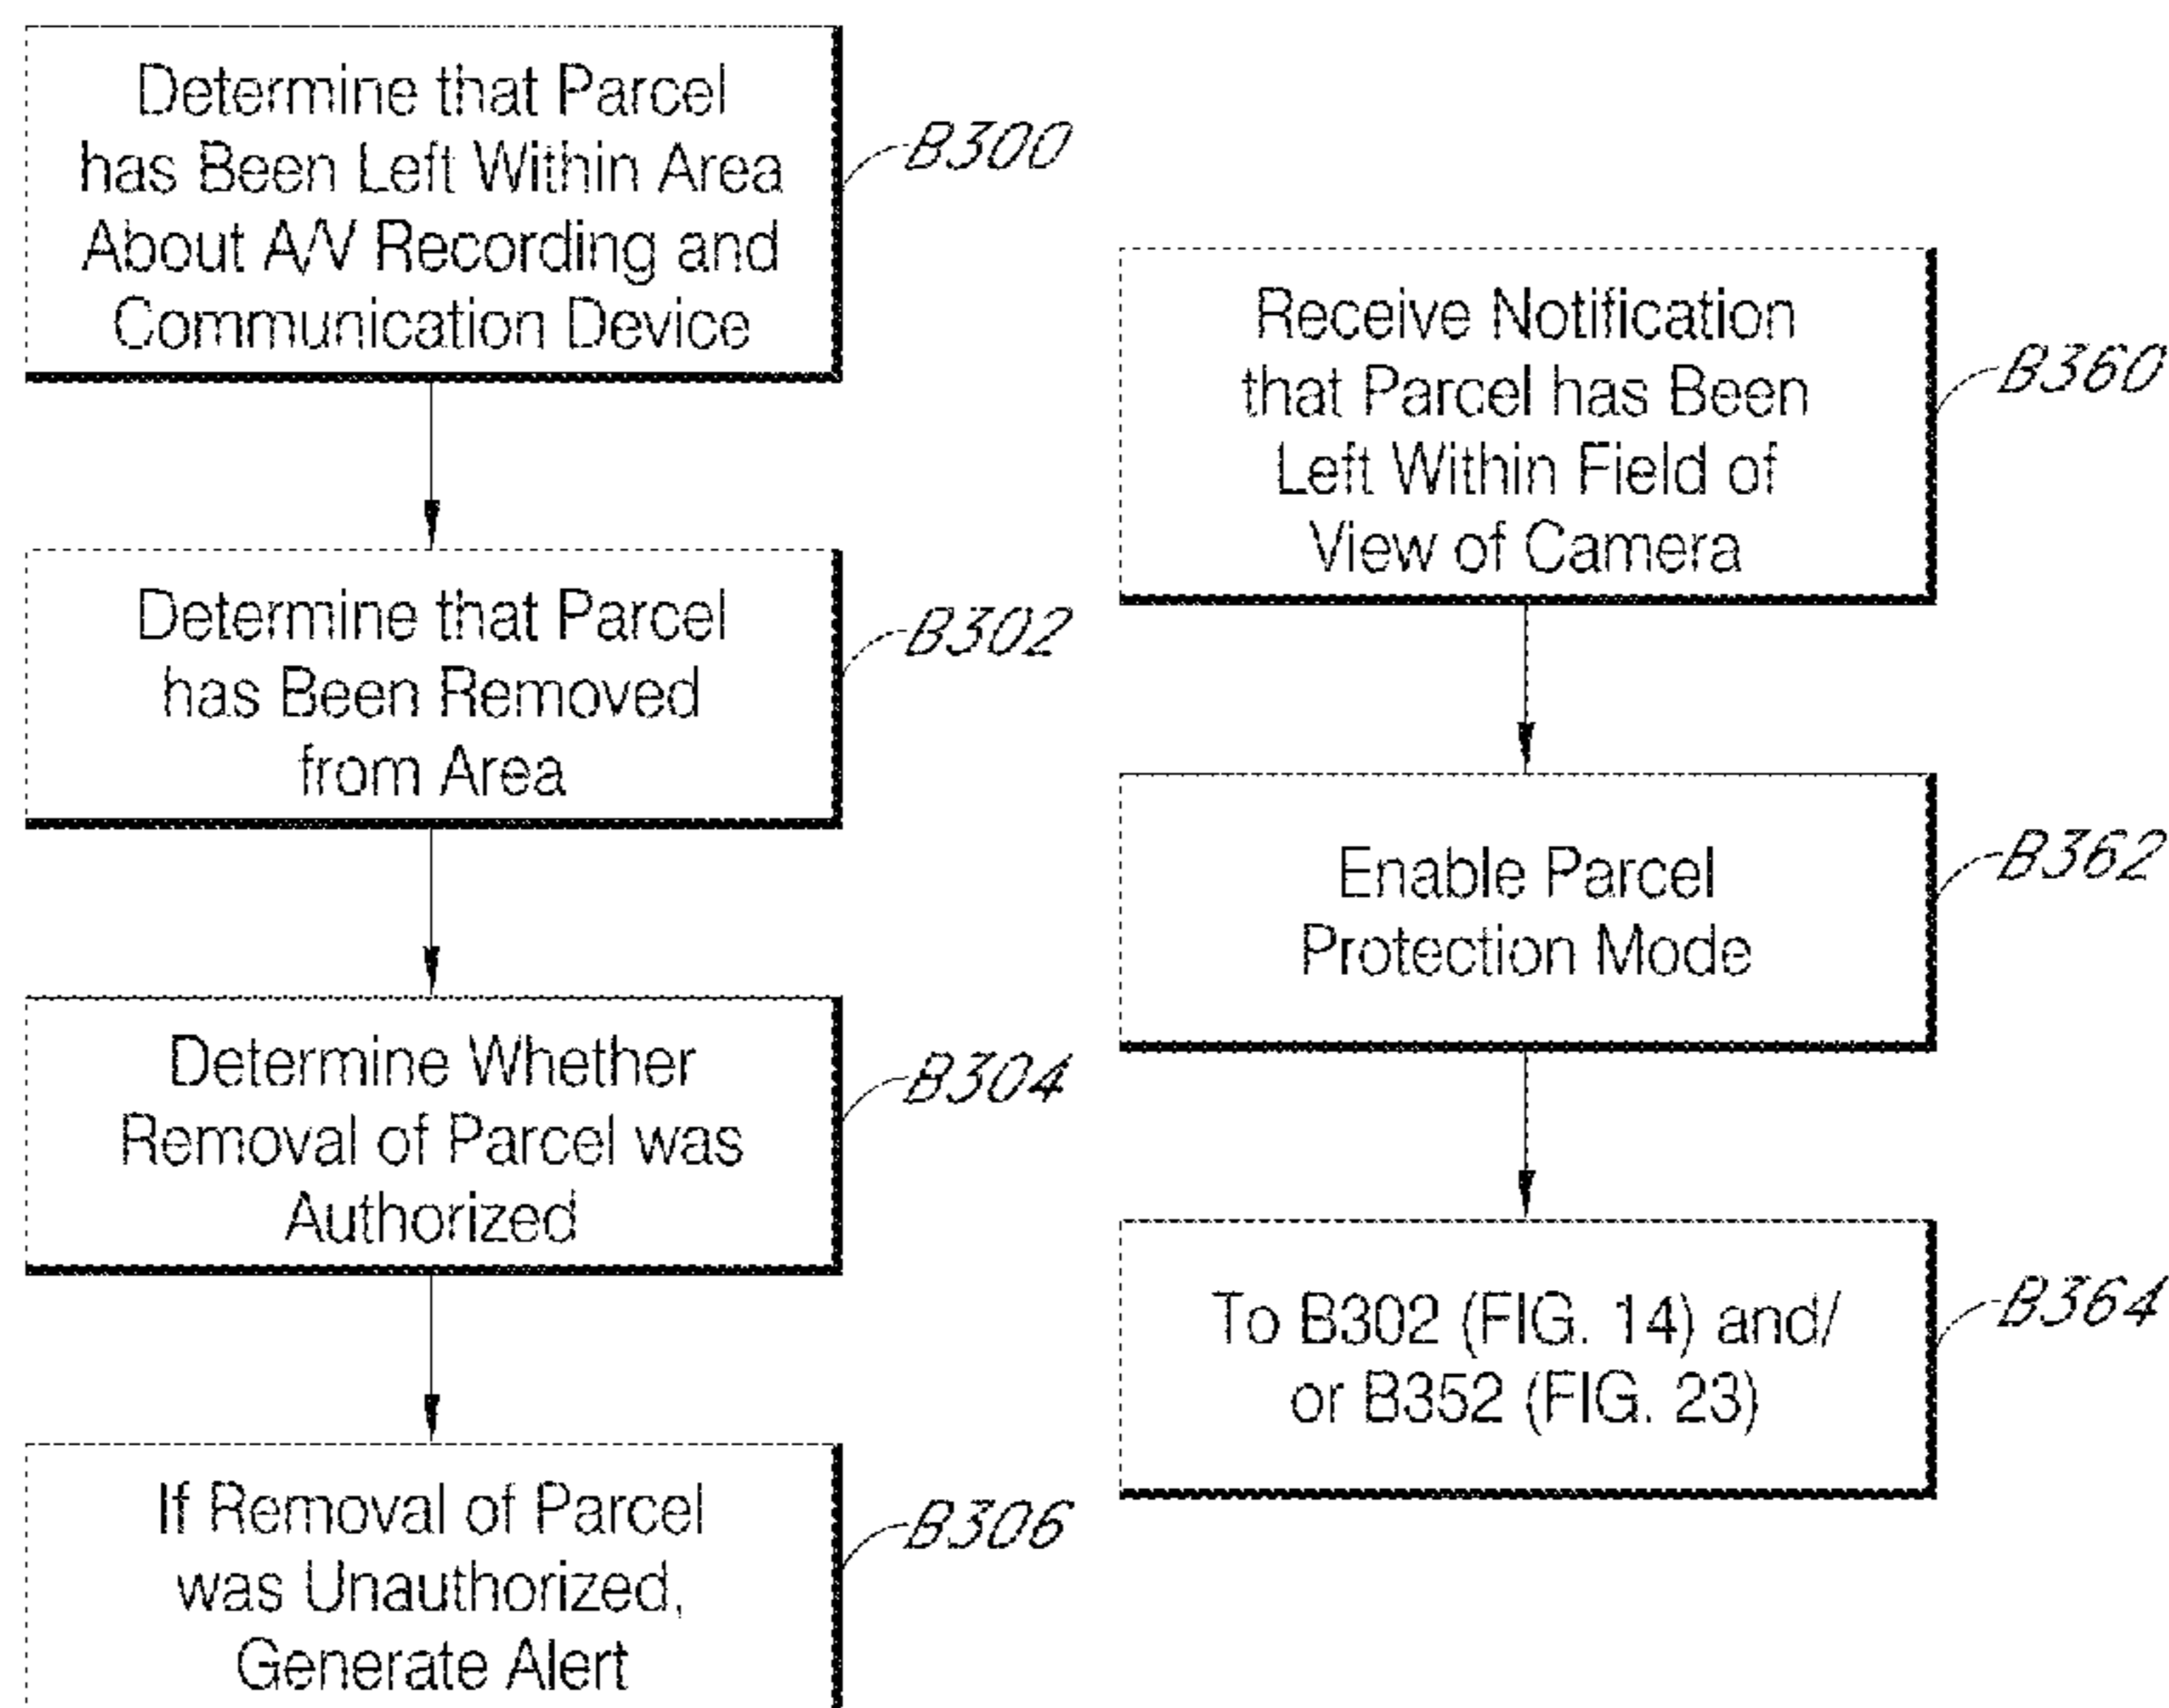 Determine that Parcel
has Been Left Within Area
About A/V Recording and
Communication Device
B300
Determine that Parcel
has Been Removed
from Area
B302
Determine Whether
Removal of Parcel was
Authorized
B304
If Removal of Parcel
was Unauthorized,
Generate Alert
B306
Receive Notification
that Parcel has Been
Left Within Field of
View of Camera
B360
Enable Parcel
Protection Mode
B362
To B302 (FIG. 14) and/
or B352 (FIG. 23)
B364